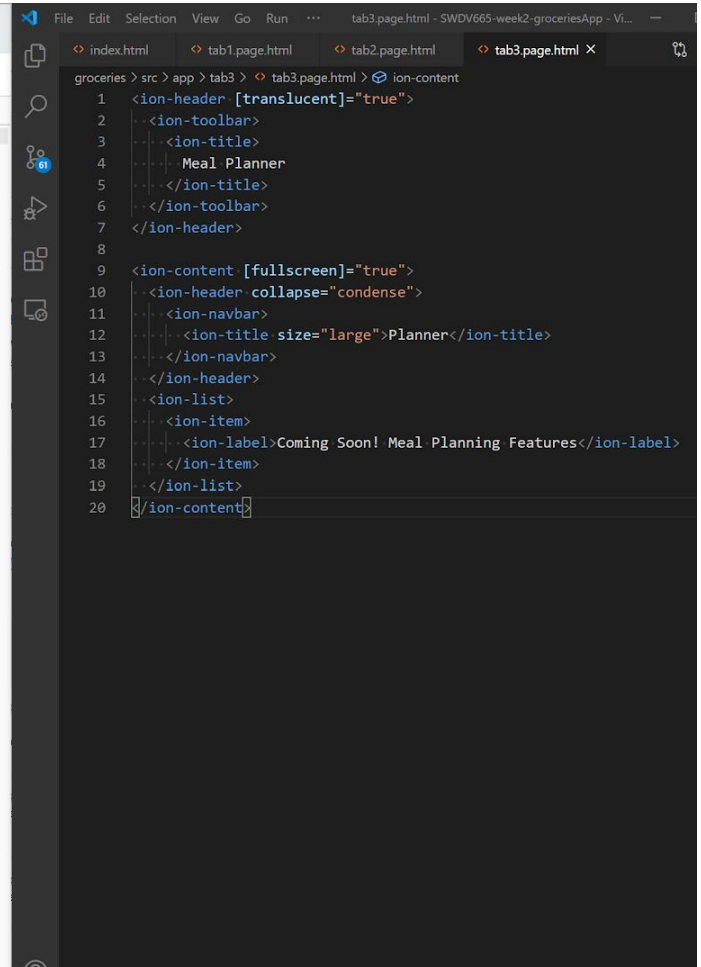 File Edit Selection View Go Run ··· tab3.page.html - SWDV665-week2-groceriesApp - Vi...
index.html tab1.page.html tab2.page.html tab3.page.html
groceries > src > app > tab3 > tab3.page.html > ion-content
1 <ion-header [translucent]="true">
2 <ion-toolbar>
3 <ion-title>
4 Meal Planner
5 </ion-title>
6 </ion-toolbar>
7 </ion-header>
8
9 <ion-content [fullscreen]="true">
10 <ion-header collapse="condense">
11 <ion-navbar>
12 <ion-title size="large">Planner</ion-title>
13 </ion-navbar>
14 </ion-header>
15 <ion-list>
16 <ion-item>
17 <ion-label>Coming Soon! Meal Planning Features</ion-label>
18 </ion-item>
19 </ion-list>
20 </ion-content>
61